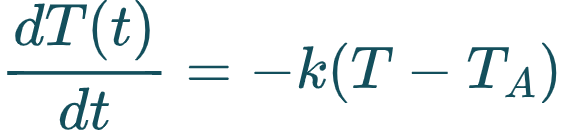 dT(t)/dt = −k(T − T_A)